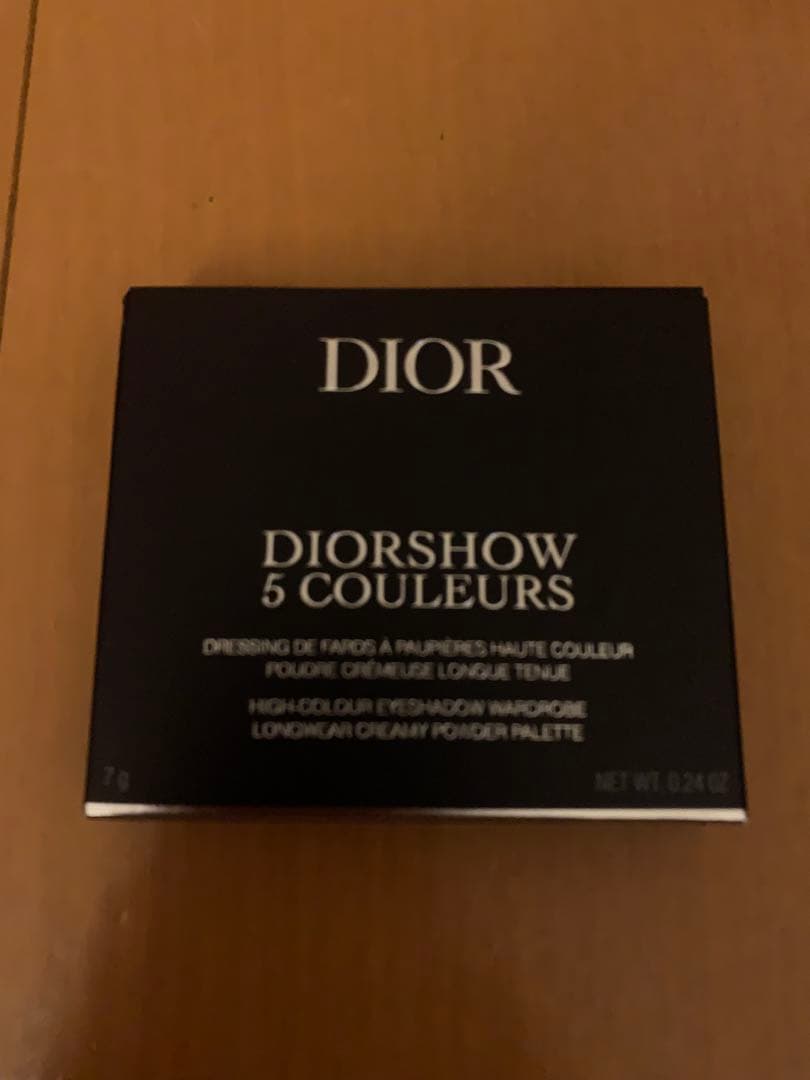 DIOR
DIORSHOW
5 COULEURS
DRESSING DE FARDS À PAUPIÈRES HAUTE COULEUR
POUDRE CRÉMEUSE LONGUE TENUE
HIGH-COLOUR EYESHADOW WARDROBE
LONGWEAR CREAMY POWDER PALETTE
7 g
NET WT. 0.24 OZ